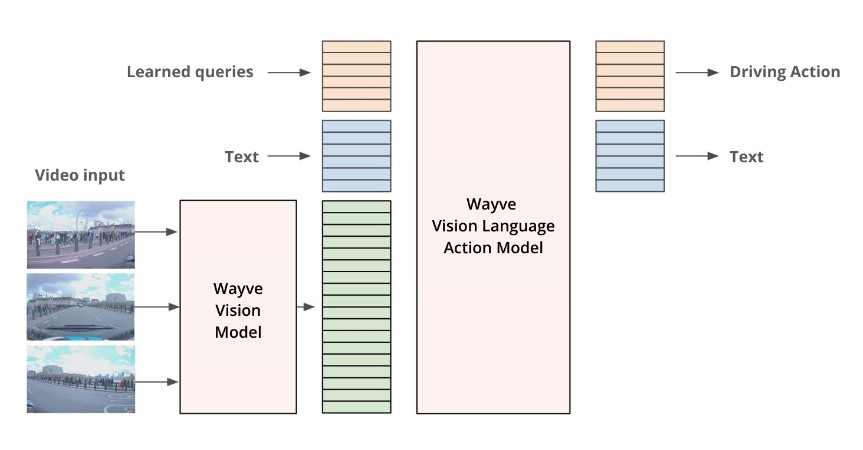 Learned queries
Driving Action
Text
Text
Video input
Wayve
Vision Language
Action Model
Wayve
Vision
Model